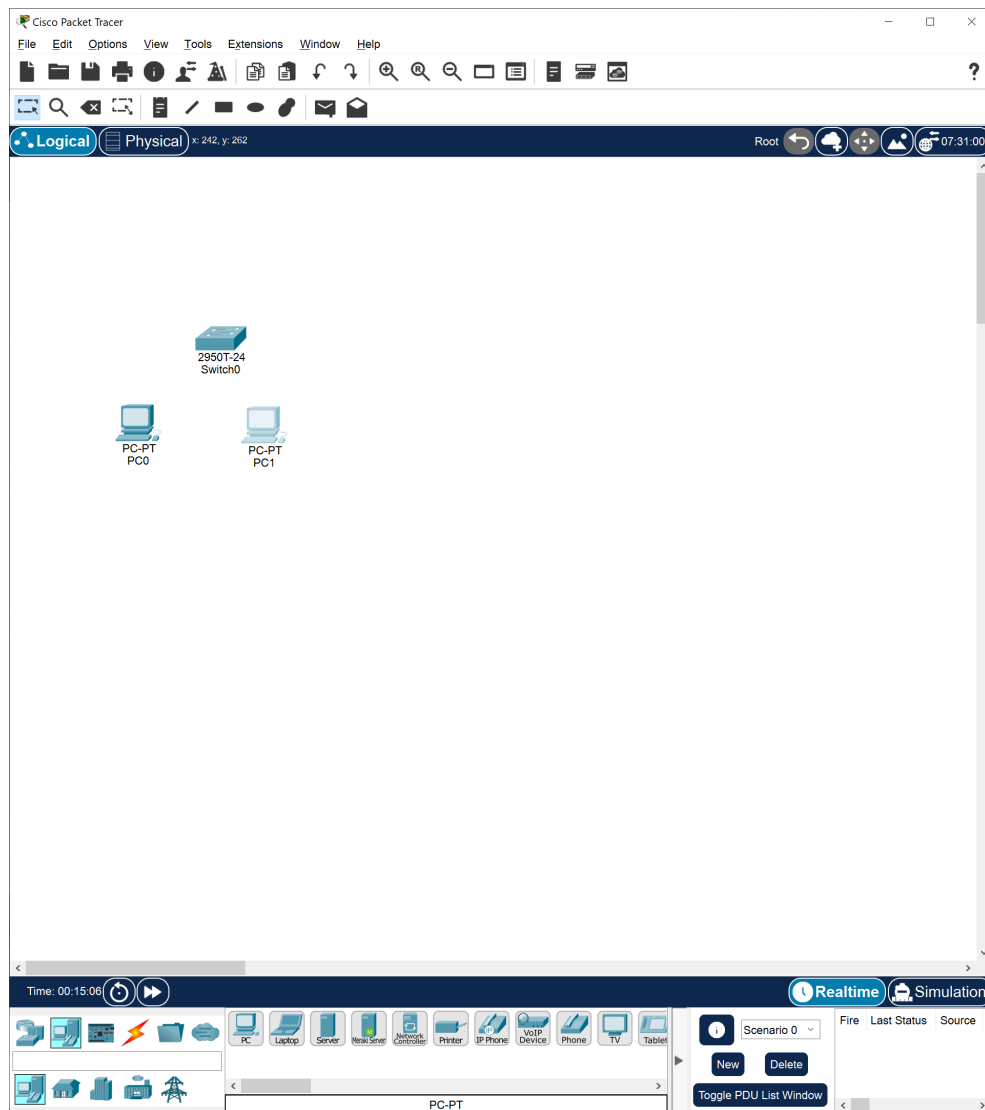 Cisco Packet Tracer
File Edit Options View Tools Extensions Window Help
R
?
Logical Physical x: 242, y: 262 Root 07:31:00
2950T-24
Switch0
PC-PT
PC0
PC-PT
PC1
Time: 00:15:06 Realtime Simulation
PC Laptop Server Meraki Server Network Controller Printer IP Phone VoIP Device Phone TV Tablet
Scenario 0
Fire Last Status Source
New Delete
Toggle PDU List Window
PC-PT